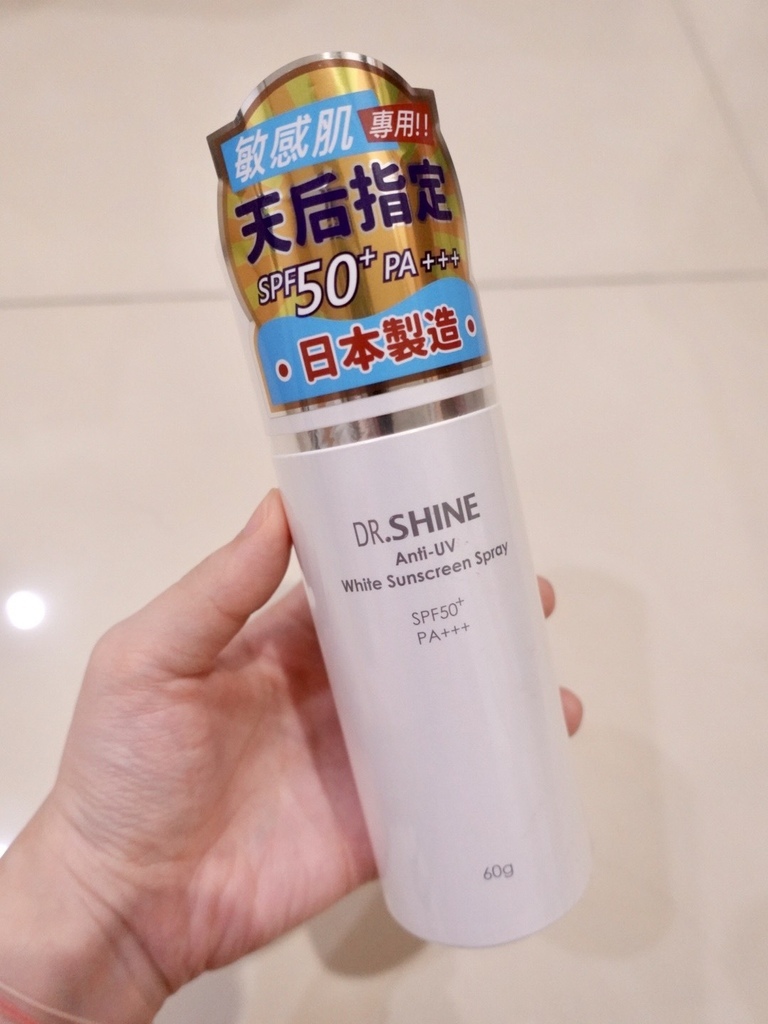 敏感肌 專用!!
天后指定
SPF50+ PA+++
•日本製造•
DR.SHINE
Anti-UV
White Sunscreen Spray
SPF50+
PA+++
60g